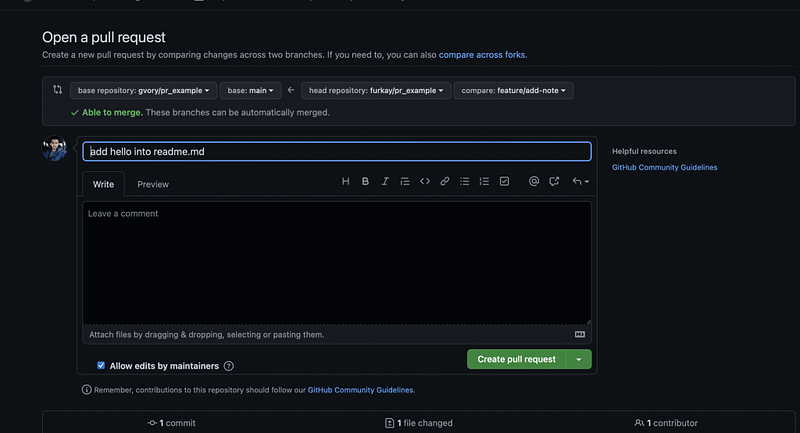 Open a pull request
Create a new pull request by comparing changes across two branches. If you need to, you can also compare across forks.
base repository: gvory/pr_example base: main head repository: furkay/pr_example compare: feature/add-note
Able to merge. These branches can be automatically merged.
add hello into readme.md
Helpful resources
GitHub Community Guidelines
Write Preview
Leave a comment
Attach files by dragging & dropping, selecting or pasting them.
Allow edits by maintainers
Create pull request
Remember, contributions to this repository should follow our GitHub Community Guidelines.
1 commit 1 file changed 1 contributor